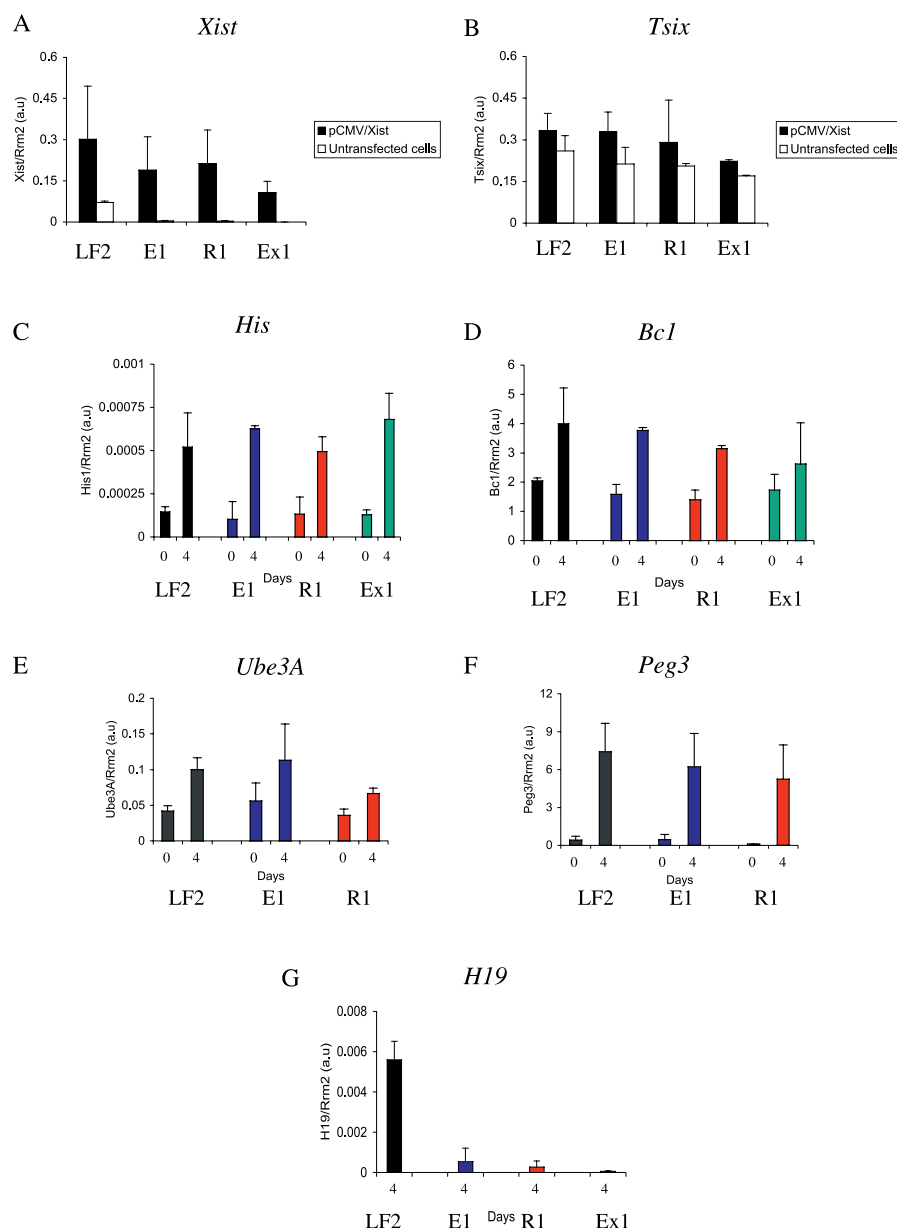 A
Xist
0.6
0.45
0.3
0.15
0
Xist/Rrm2 (a.u)
pCMV/Xist
Untransfected cells
LF2 E1 R1 Ex1
B
Tsix
0.6
0.45
0.3
0.15
0
Tsix/Rrm2 (a.u)
pCMV/Xist
Untransfected cells
LF2 E1 R1 Ex1
C
His
0.001
0.00075
0.0005
0.00025
0
His1/Rrm2 (a.u)
0 4 0 4 0 4 0 4
Days
LF2 E1 R1 Ex1
D
Bc1
6
5
4
3
2
1
0
Bc1/Rrm2 (a.u)
0 4 0 4 0 4 0 4
Days
LF2 E1 R1 Ex1
E
Ube3A
0.2
0.15
0.1
0.05
0
Ube3A/Rrm2 (a.u)
0 4 0 4 0 4
Days
LF2 E1 R1
F
Peg3
12
9
6
3
0
Peg3/Rrm2 (a.u)
0 4 0 4 0 4
Days
LF2 E1 R1
G
H19
0.008
0.006
0.004
0.002
0
H19/Rrm2 (a.u)
4 4 4 4
LF2 E1 Days R1 Ex1